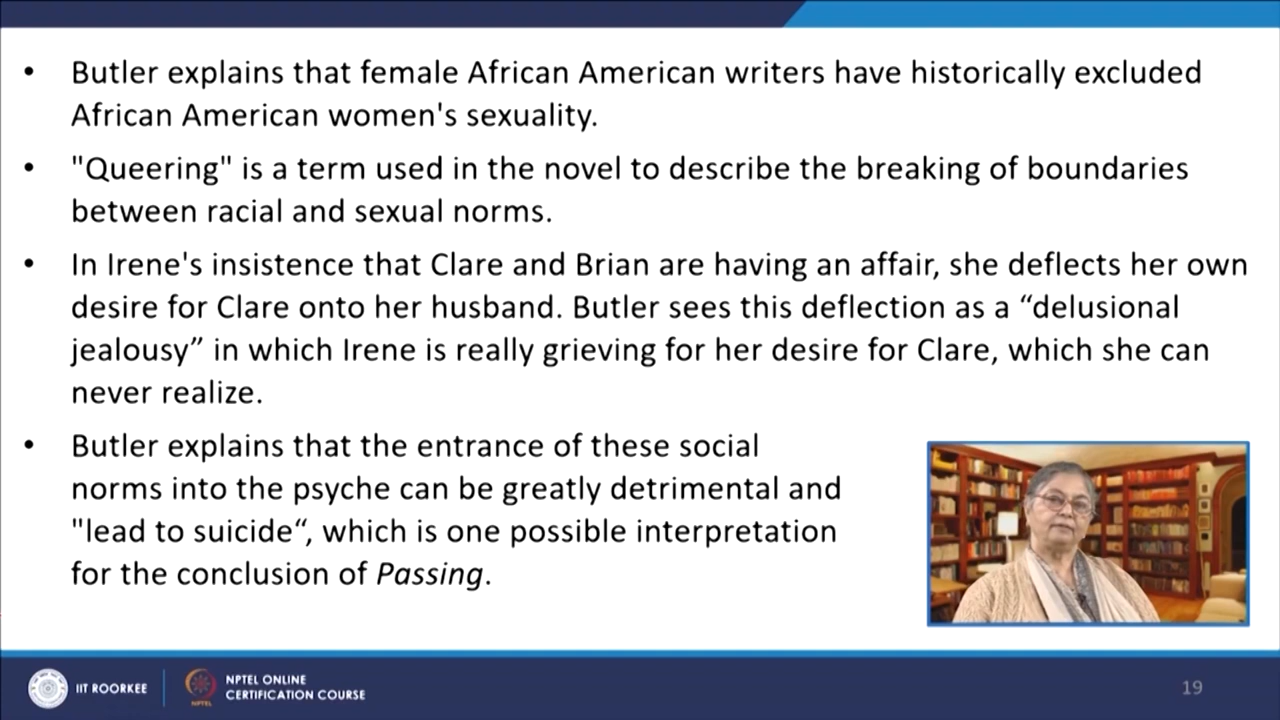 • Butler explains that female African American writers have historically excluded
African American women's sexuality.
• "Queering" is a term used in the novel to describe the breaking of boundaries
between racial and sexual norms.
• In Irene's insistence that Clare and Brian are having an affair, she deflects her own
desire for Clare onto her husband. Butler sees this deflection as a “delusional
jealousy” in which Irene is really grieving for her desire for Clare, which she can
never realize.
• Butler explains that the entrance of these social
norms into the psyche can be greatly detrimental and
"lead to suicide“, which is one possible interpretation
for the conclusion of Passing.
IIT ROORKEE
NPTEL
NPTEL ONLINE
CERTIFICATION COURSE
19